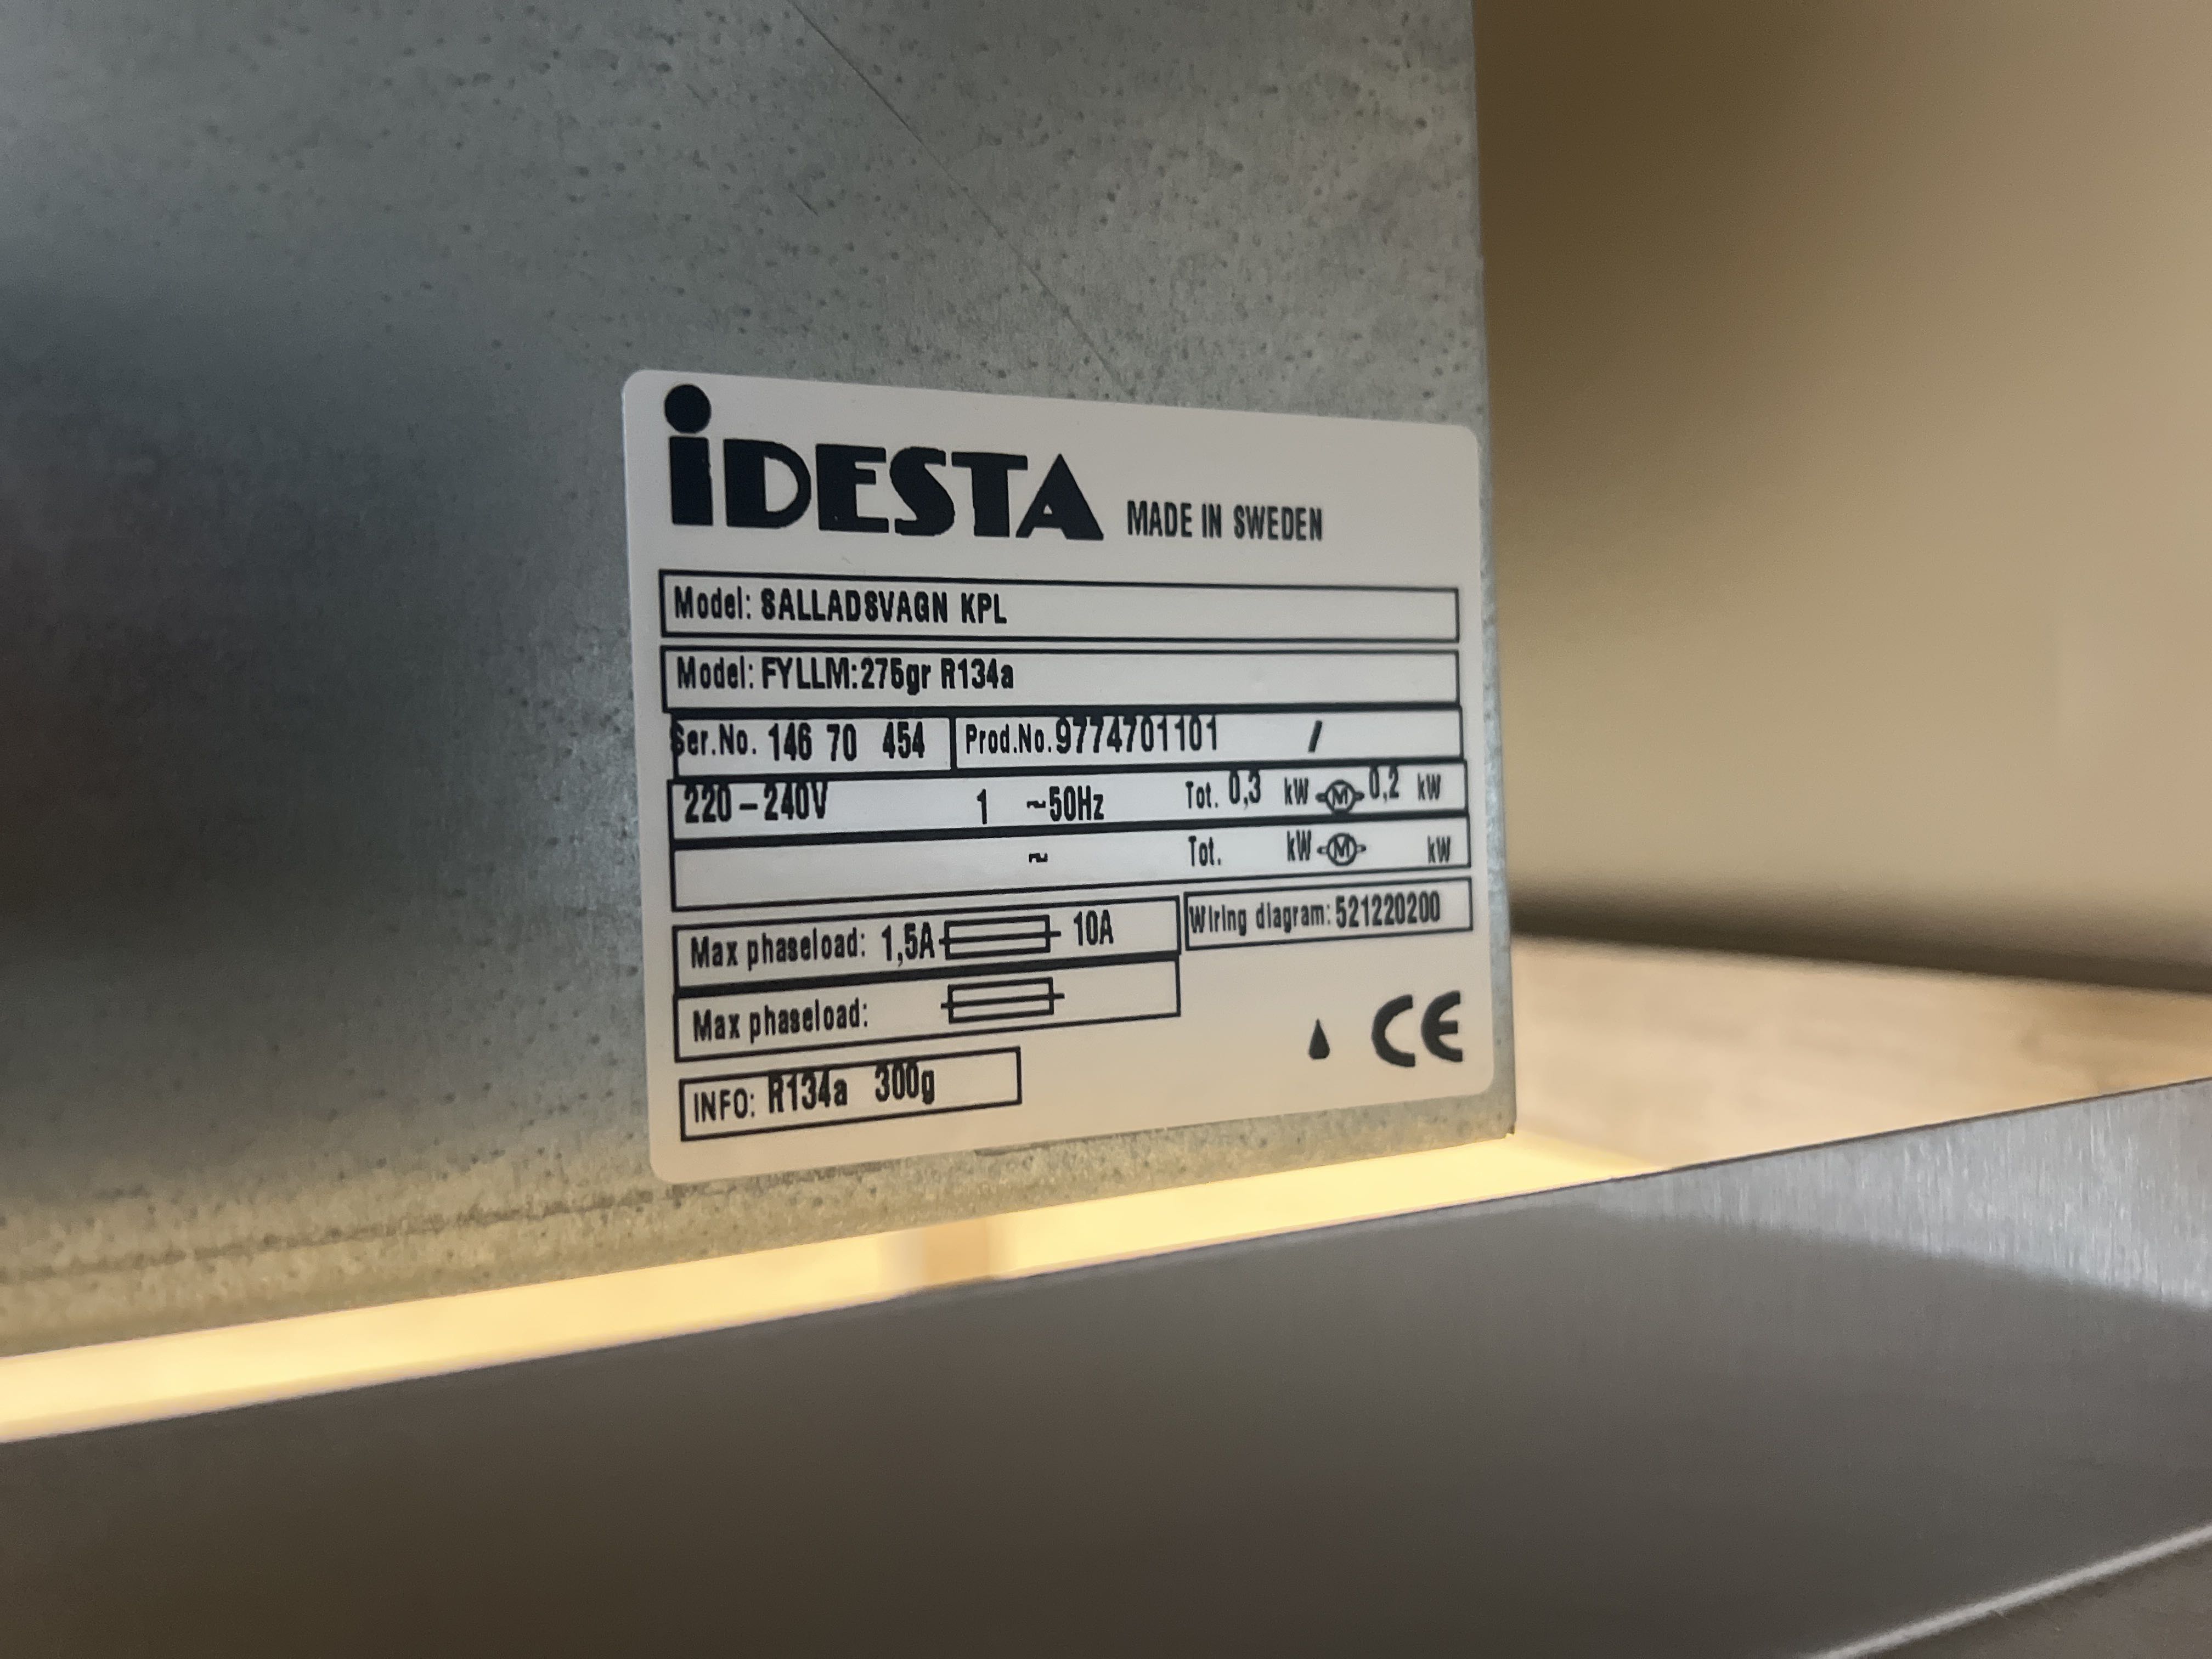 iDESTA MADE IN SWEDEN
Model: SALLADSVAGN KPL
Model: FYLLM:275gr R134a
Ser.No. 146 70 454 Prod.No. 9774701101 /
220-240V 1 ~50Hz Tot. 0,3 kW M 0,2 kW
~ Tot. kW M kW
Max phaseload: 1,5A 10A Wiring diagram: 521220200
Max phaseload:
CE
INFO: R134a 300g